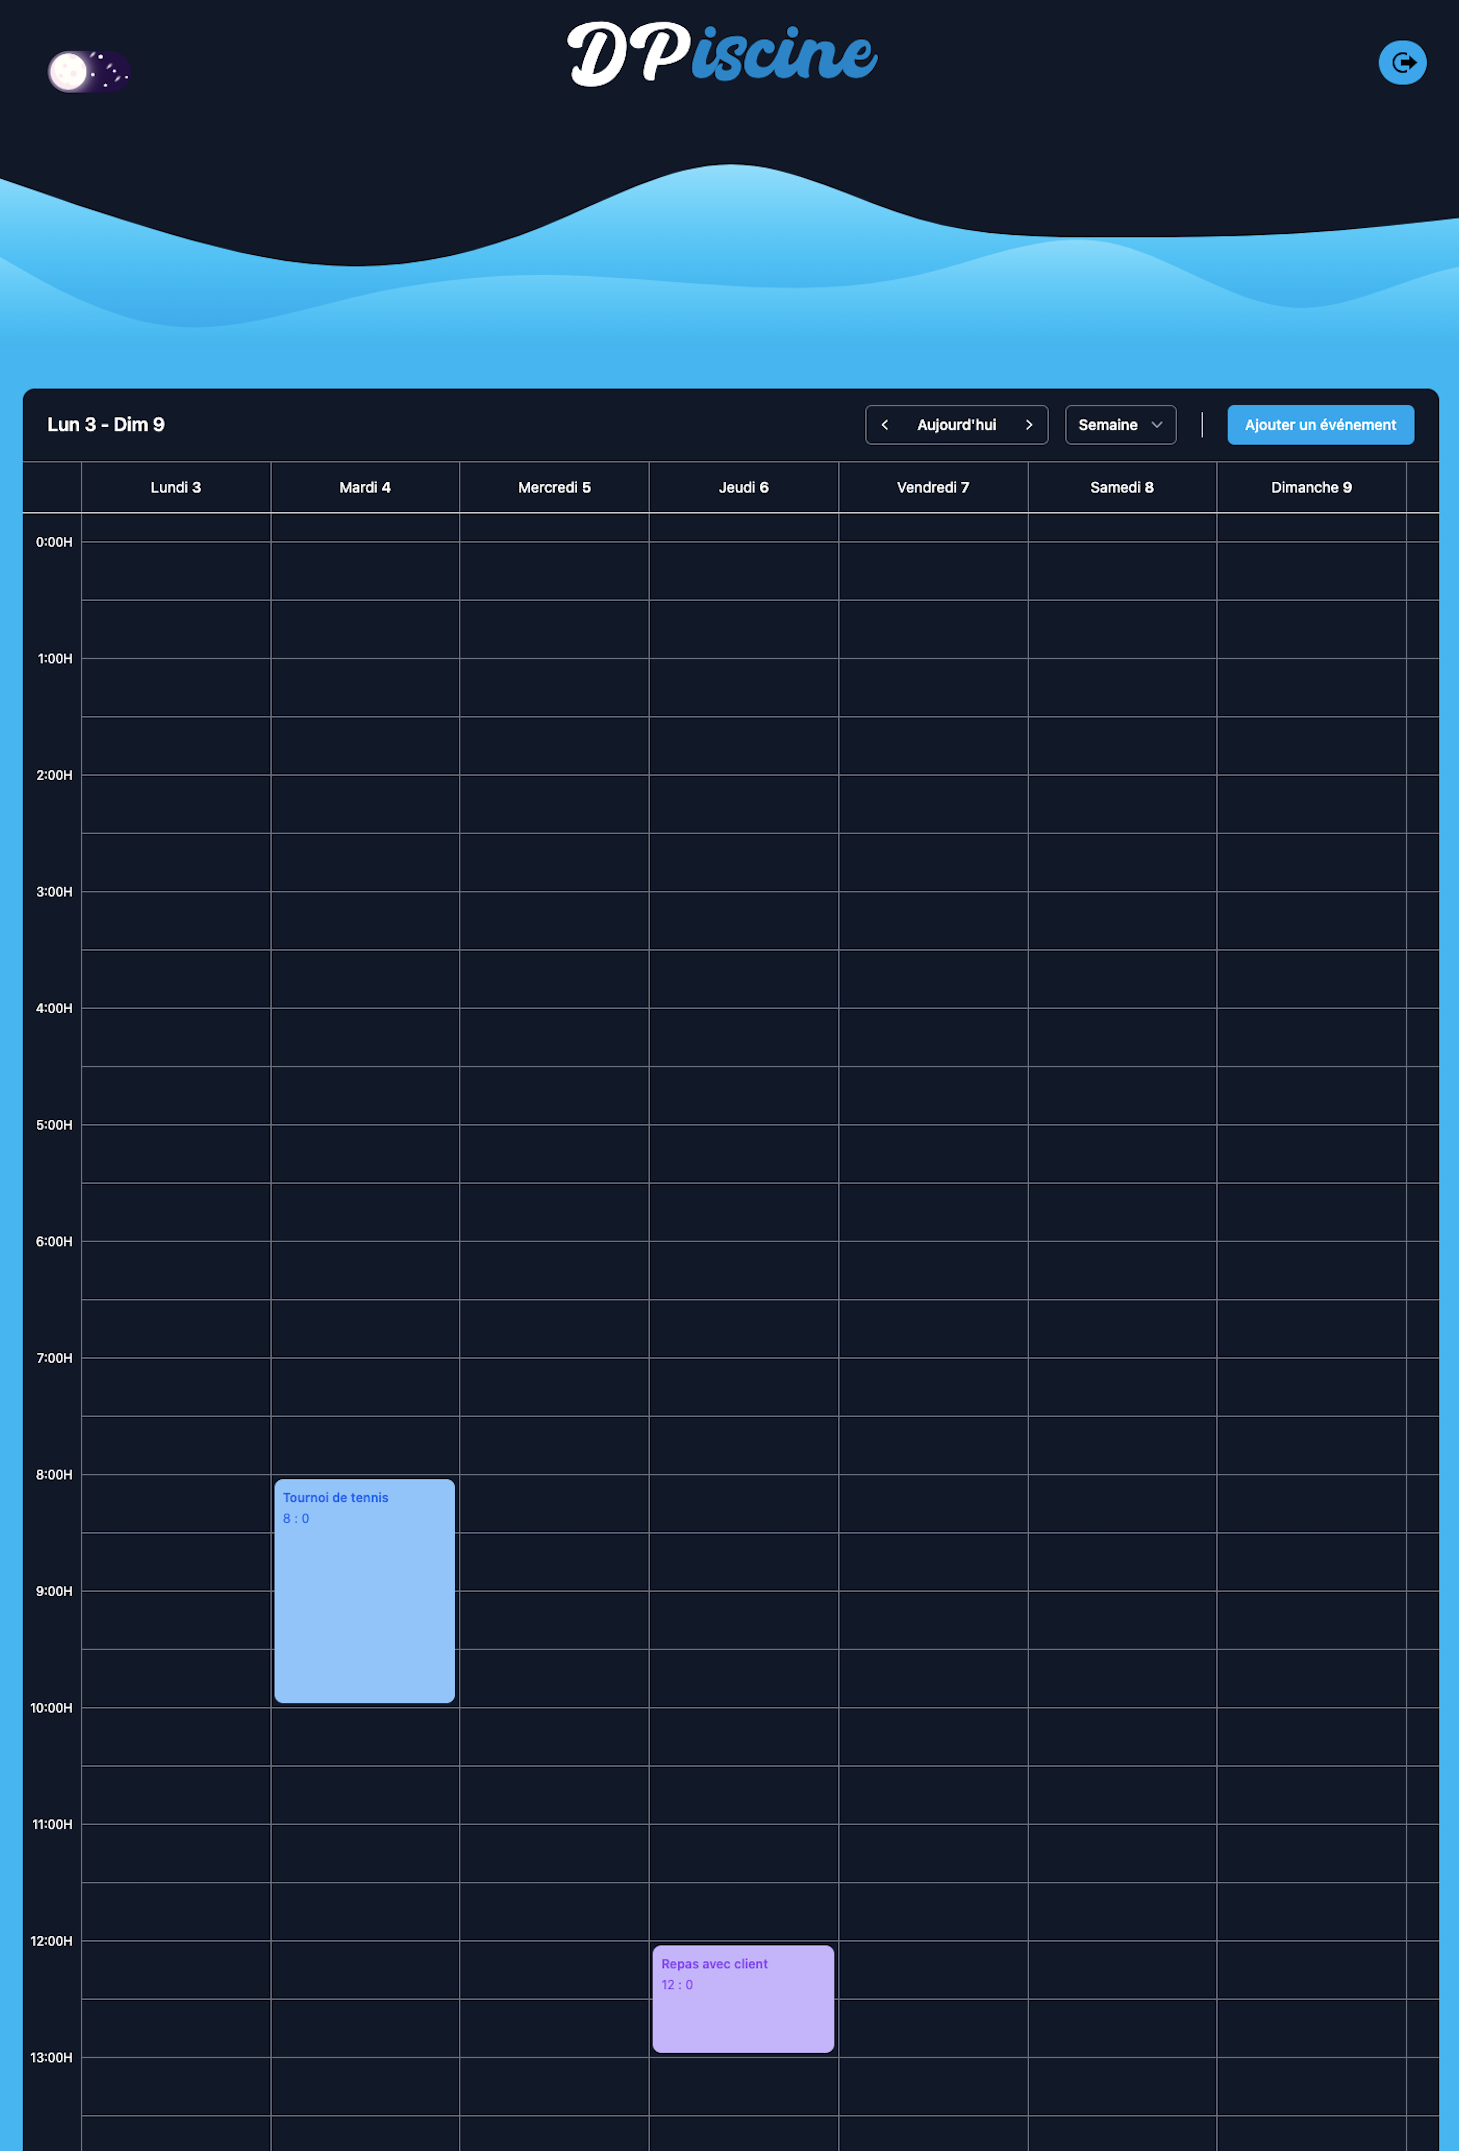 DPiscine
Lun 3 - Dim 9
Aujourd'hui
Semaine
Ajouter un événement
Lundi 3
Mardi 4
Mercredi 5
Jeudi 6
Vendredi 7
Samedi 8
Dimanche 9
0:00H
1:00H
2:00H
3:00H
4:00H
5:00H
6:00H
7:00H
8:00H
Tournoi de tennis
8 : 0
9:00H
10:00H
11:00H
12:00H
Repas avec client
12 : 0
13:00H